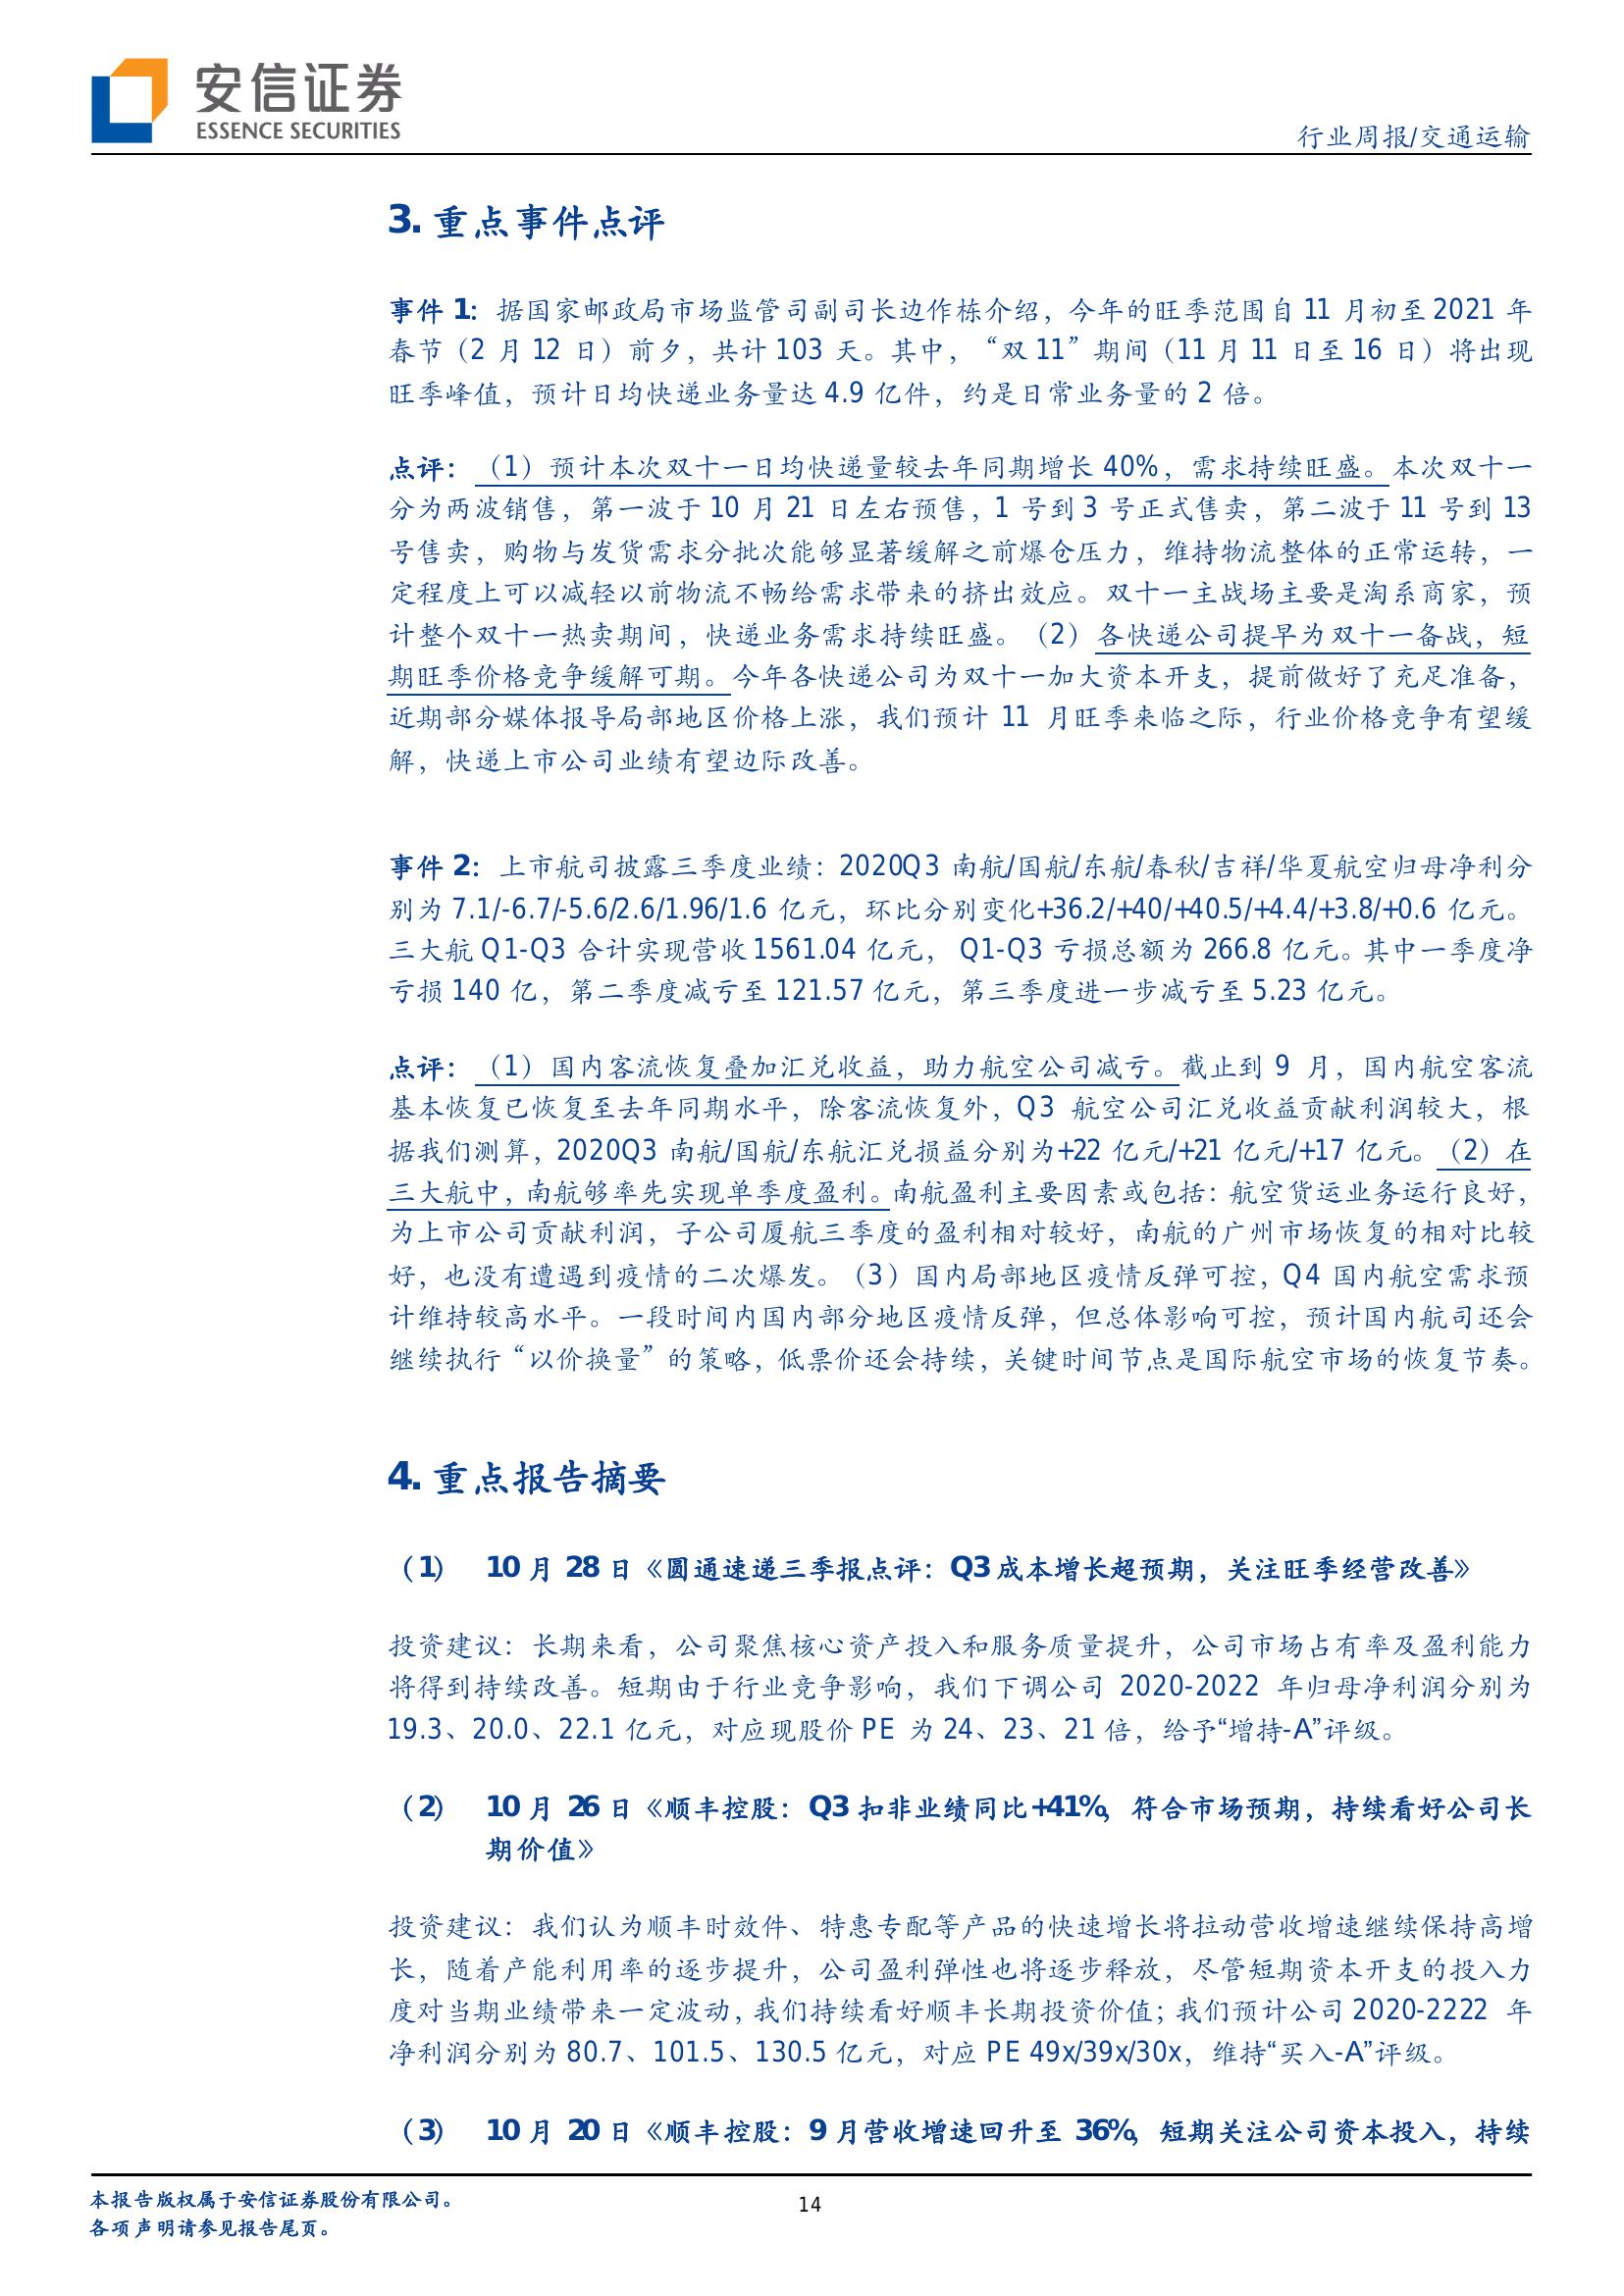 安信证券
ESSENCE SECURITIES
行业周报/交通运输
3. 重点事件点评
事件 1：据国家邮政局市场监管司副司长边作栋介绍，今年的旺季范围自 11 月初至 2021 年
春节（2 月 12 日）前夕，共计 103 天。其中，“双 11”期间（11 月 11 日至 16 日）将出现
旺季峰值，预计日均快递业务量达 4.9 亿件，约是日常业务量的 2 倍。
点评：（1）预计本次双十一日均快递量较去年同期增长 40%，需求持续旺盛。本次双十一
分为两波销售，第一波于 10 月 21 日左右预售，1 号到 3 号正式售卖，第二波于 11 号到 13
号售卖，购物与发货需求分批次能够显著缓解之前爆仓压力，维持物流整体的正常运转，一
定程度上可以减轻以前物流不畅给需求带来的挤出效应。双十一主战场主要是淘系商家，预
计整个双十一热卖期间，快递业务需求持续旺盛。（2）各快递公司提早为双十一备战，短
期旺季价格竞争缓解可期。今年各快递公司为双十一加大资本开支，提前做好了充足准备，
近期部分媒体报导局部地区价格上涨，我们预计 11 月旺季来临之际，行业价格竞争有望缓
解，快递上市公司业绩有望边际改善。
事件 2：上市航司披露三季度业绩：2020Q3 南航/国航/东航/春秋/吉祥/华夏航空归母净利分
别为 7.1/-6.7/-5.6/2.6/1.96/1.6 亿元，环比分别变化+36.2/+40/+40.5/+4.4/+3.8/+0.6 亿元。
三大航 Q1-Q3 合计实现营收 1561.04 亿元， Q1-Q3 亏损总额为 266.8 亿元。其中一季度净
亏损 140 亿，第二季度减亏至 121.57 亿元，第三季度进一步减亏至 5.23 亿元。
点评：（1）国内客流恢复叠加汇兑收益，助力航空公司减亏。截止到 9 月，国内航空客流
基本恢复已恢复至去年同期水平，除客流恢复外，Q3 航空公司汇兑收益贡献利润较大，根
据我们测算，2020Q3 南航/国航/东航汇兑损益分别为+22 亿元/+21 亿元/+17 亿元。（2）在
三大航中，南航够率先实现单季度盈利。南航盈利主要因素或包括：航空货运业务运行良好，
为上市公司贡献利润，子公司厦航三季度的盈利相对较好，南航的广州市场恢复的相对比较
好，也没有遭遇到疫情的二次爆发。（3）国内局部地区疫情反弹可控，Q4 国内航空需求预
计维持较高水平。一段时间内国内部分地区疫情反弹，但总体影响可控，预计国内航司还会
继续执行“以价换量”的策略，低票价还会持续，关键时间节点是国际航空市场的恢复节奏。
4. 重点报告摘要
（1） 10 月 28 日《圆通速递三季报点评：Q3 成本增长超预期，关注旺季经营改善》
投资建议：长期来看，公司聚焦核心资产投入和服务质量提升，公司市场占有率及盈利能力
将得到持续改善。短期由于行业竞争影响，我们下调公司 2020-2022 年归母净利润分别为
19.3、20.0、22.1 亿元，对应现股价 PE 为 24、23、21 倍，给予“增持-A”评级。
（2） 10 月 26 日《顺丰控股：Q3 扣非业绩同比+41%，符合市场预期，持续看好公司长
期价值》
投资建议：我们认为顺丰时效件、特惠专配等产品的快速增长将拉动营收增速继续保持高增
长，随着产能利用率的逐步提升，公司盈利弹性也将逐步释放，尽管短期资本开支的投入力
度对当期业绩带来一定波动，我们持续看好顺丰长期投资价值；我们预计公司 2020-2222 年
净利润分别为 80.7、101.5、130.5 亿元，对应 PE 49x/39x/30x，维持“买入-A”评级。
（3） 10 月 20 日《顺丰控股：9 月营收增速回升至 36%，短期关注公司资本投入，持续
本报告版权属于安信证券股份有限公司。
14
各项声明请参见报告尾页。